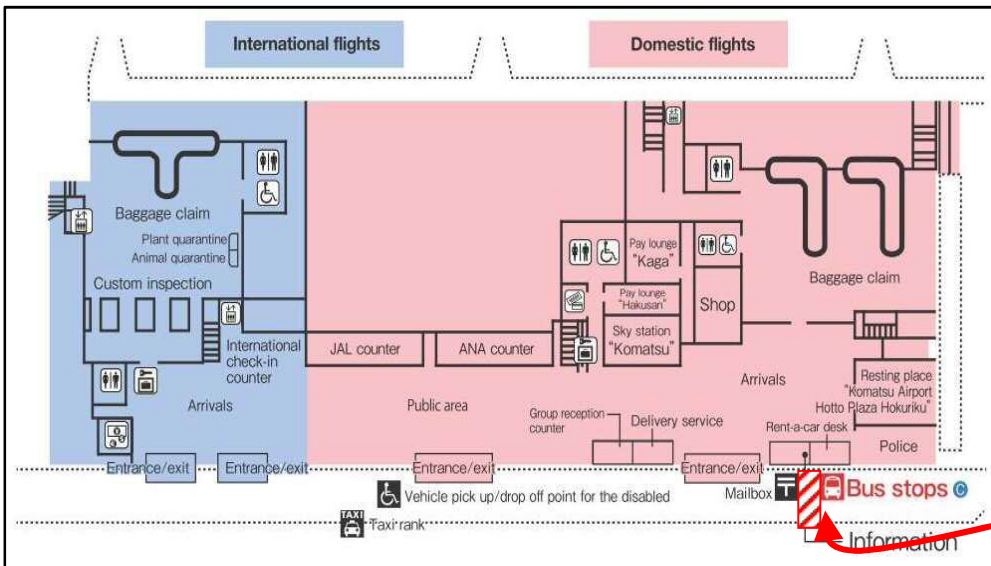 International flights
Domestic flights
Baggage claim
Plant quarantine
Animal quarantine
Custom inspection
International
check-in
counter
Arrivals
JAL counter
ANA counter
Public area
Pay lounge
"Kaga"
Pay lounge
"Hakusan"
Sky station
"Komatsu"
Shop
Baggage claim
Arrivals
Resting place
"Komatsu Airport
Hotto Plaza Hokuriku"
Group reception
counter
Delivery service
Rent-a-car desk
Police
Entrance/exit
Entrance/exit
Entrance/exit
Entrance/exit
Vehicle pick up/drop off point for the disabled
Mailbox
〒
Bus stops C
TAXI
Taxi rank
Information